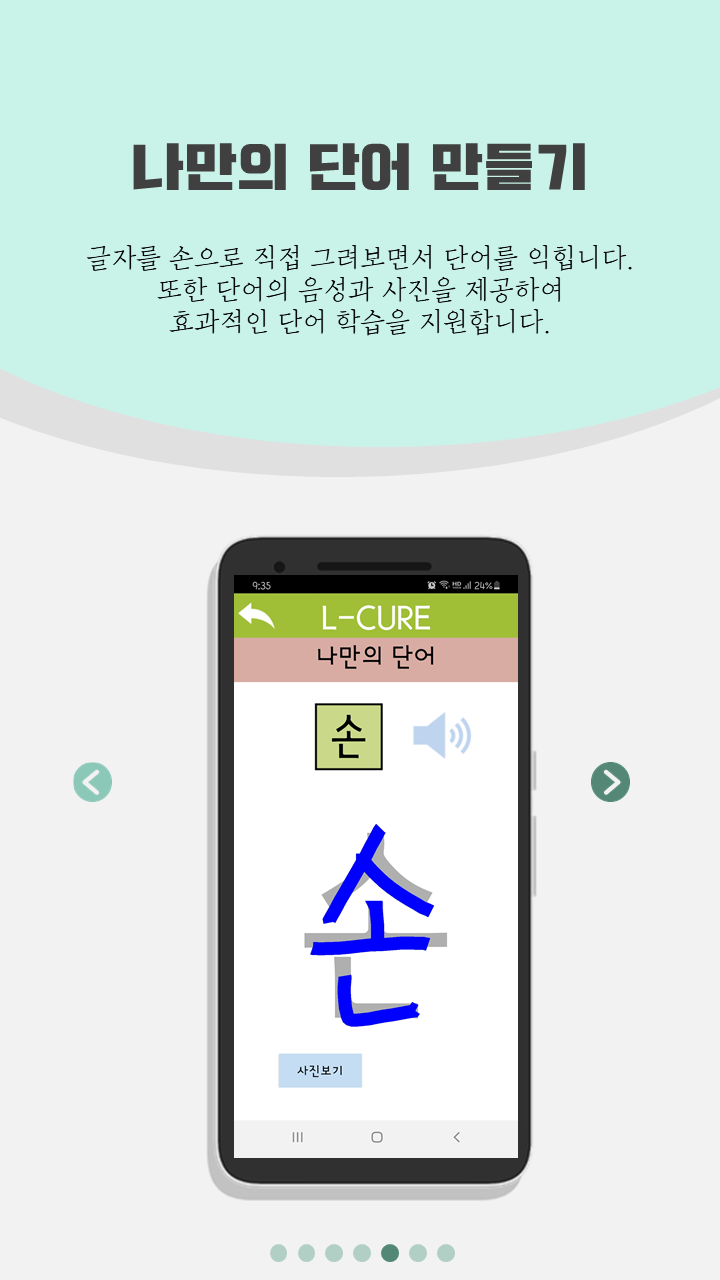 나만의 단어 만들기
글자를 손으로 직접 그려보면서 단어를 익힙니다.
또한 단어의 음성과 사진을 제공하여
효과적인 단어 학습을 지원합니다.
9:35
HD
24%
L-CURE
나만의 단어
손
손
사진보기